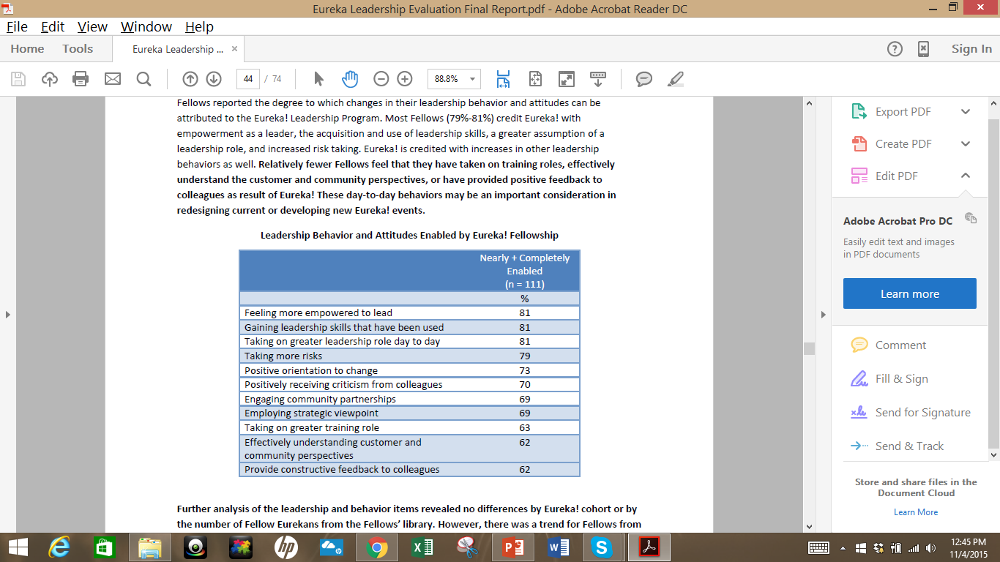 Eureka Leadership Evaluation Final Report.pdf - Adobe Acrobat Reader DC
File Edit View Window Help
Home Tools Eureka Leadership ... × Sign In
44 / 74 88.8%
Fellows reported the degree to which changes in their leadership behavior and attitudes can be
attributed to the Eureka! Leadership Program. Most Fellows (79%-81%) credit Eureka! with
empowerment as a leader, the acquisition and use of leadership skills, a greater assumption of a
leadership role, and increased risk taking. Eureka! is credited with increases in other leadership
behaviors as well. Relatively fewer Fellows feel that they have taken on training roles, effectively
understand the customer and community perspectives, or have provided positive feedback to
colleagues as result of Eureka! These day-to-day behaviors may be an important consideration in
redesigning current or developing new Eureka! events.
Leadership Behavior and Attitudes Enabled by Eureka! Fellowship
Nearly + Completely
Enabled
(n = 111)
%
Feeling more empowered to lead 81
Gaining leadership skills that have been used 81
Taking on greater leadership role day to day 81
Taking more risks 79
Positive orientation to change 73
Positively receiving criticism from colleagues 70
Engaging community partnerships 69
Employing strategic viewpoint 69
Taking on greater training role 63
Effectively understanding customer and 62
community perspectives
Provide constructive feedback to colleagues 62
Further analysis of the leadership and behavior items revealed no differences by Eureka! cohort or by
the number of Fellow Eurekans from the Fellows' library. However, there was a trend for Fellows from
Export PDF
Create PDF
Edit PDF
Adobe Acrobat Pro DC
Easily edit text and images
in PDF documents
Learn more
Comment
Fill & Sign
Send for Signature
Send & Track
Store and share files in the
Document Cloud
Learn More
12:45 PM
11/4/2015